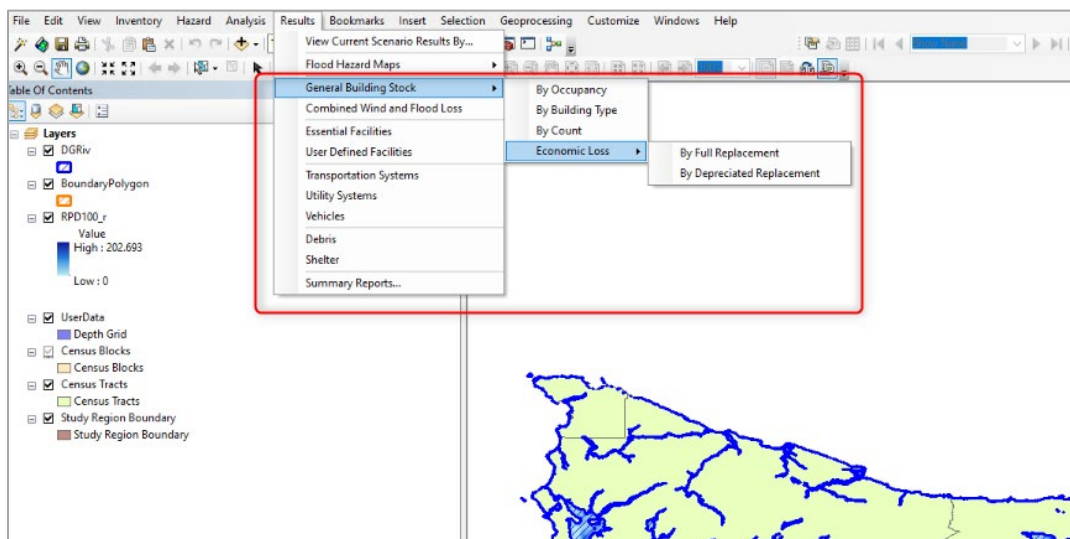 File Edit View Inventory Hazard Analysis Results Bookmarks Insert Selection Geoprocessing Customize Windows Help
View Current Scenario Results By...
Flood Hazard Maps
General Building Stock
Combined Wind and Flood Loss
Essential Facilities
User Defined Facilities
Transportation Systems
Utility Systems
Vehicles
Debris
Shelter
Summary Reports...
By Occupancy
By Building Type
By Count
Economic Loss
By Full Replacement
By Depreciated Replacement
able Of Contents
Layers
DGRiv
BoundaryPolygon
RPD100_r
Value
High : 202.693
Low : 0
UserData
Depth Grid
Census Blocks
Census Blocks
Census Tracts
Census Tracts
Study Region Boundary
Study Region Boundary